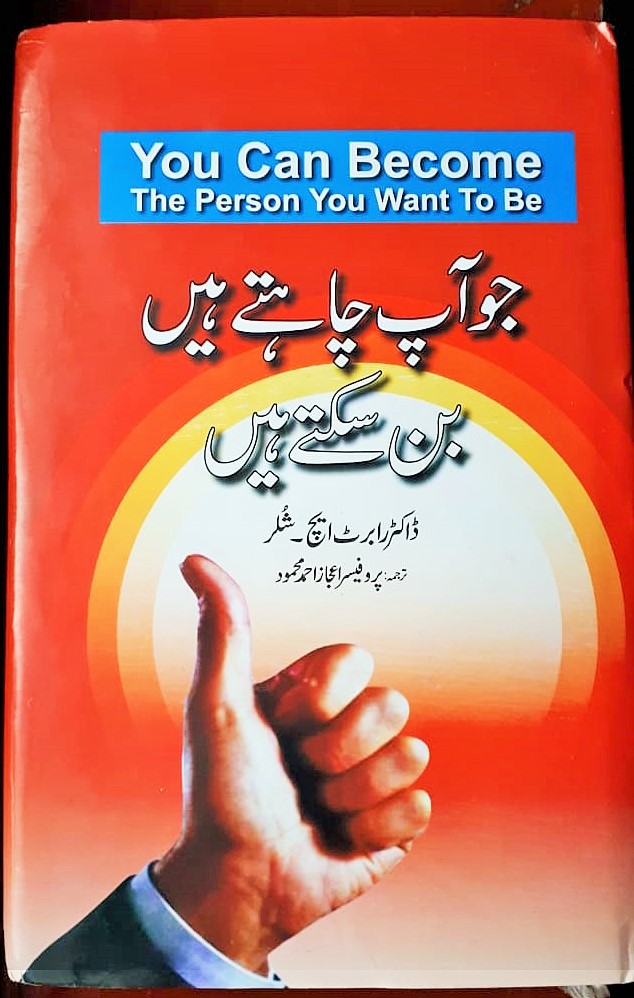 You Can Become
The Person You Want To Be
جو آپ چاہتے ہیں
بن سکتے ہیں
ڈاکٹر رابرٹ ایچ۔ شُلر
ترجمہ: پروفیسر اعجاز احمد محمود